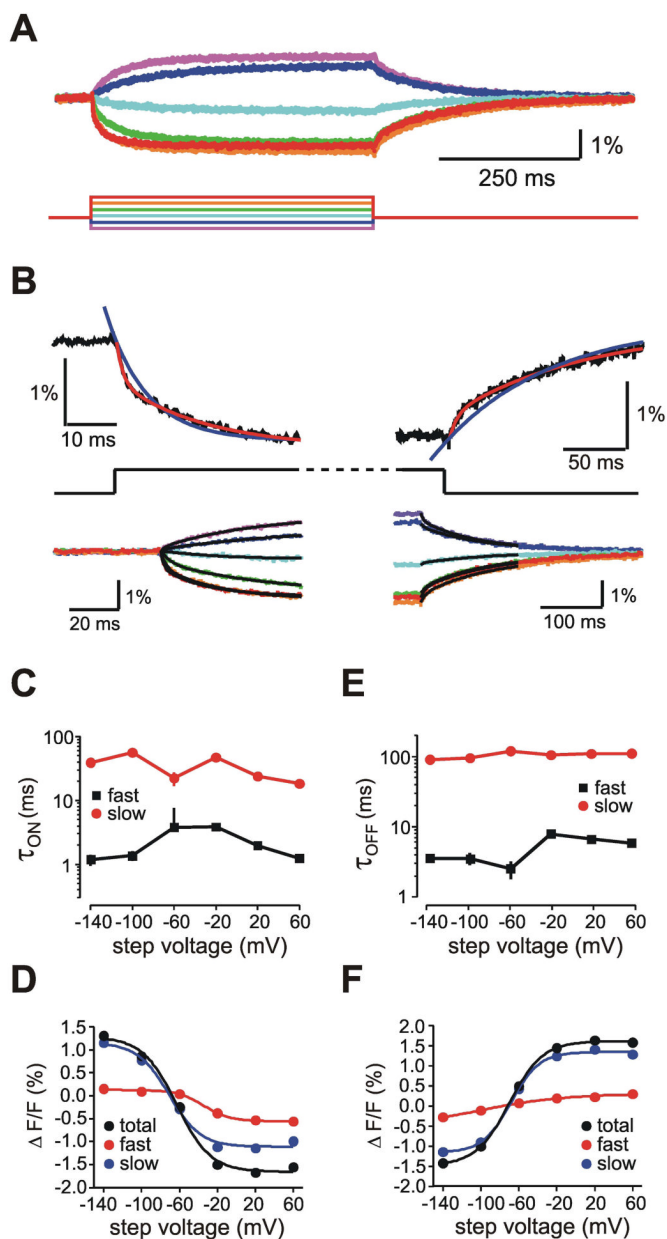 A
1%
250 ms
B
1%
10 ms
1%
50 ms
1%
20 ms
1%
100 ms
C
100
10
1
τON (ms)
fast
slow
-140 -100 -60 -20 20 60
step voltage (mV)
E
100
10
1
τOFF (ms)
fast
slow
-140 -100 -60 -20 20 60
step voltage (mV)
D
1.5
1.0
0.5
0.0
-0.5
-1.0
-1.5
-2.0
Δ F/F (%)
total
fast
slow
-140 -100 -60 -20 20 60
step voltage (mV)
F
2.0
1.5
1.0
0.5
0.0
-0.5
-1.0
-1.5
-2.0
Δ F/F (%)
total
fast
slow
-140 -100 -60 -20 20 60
step voltage (mV)